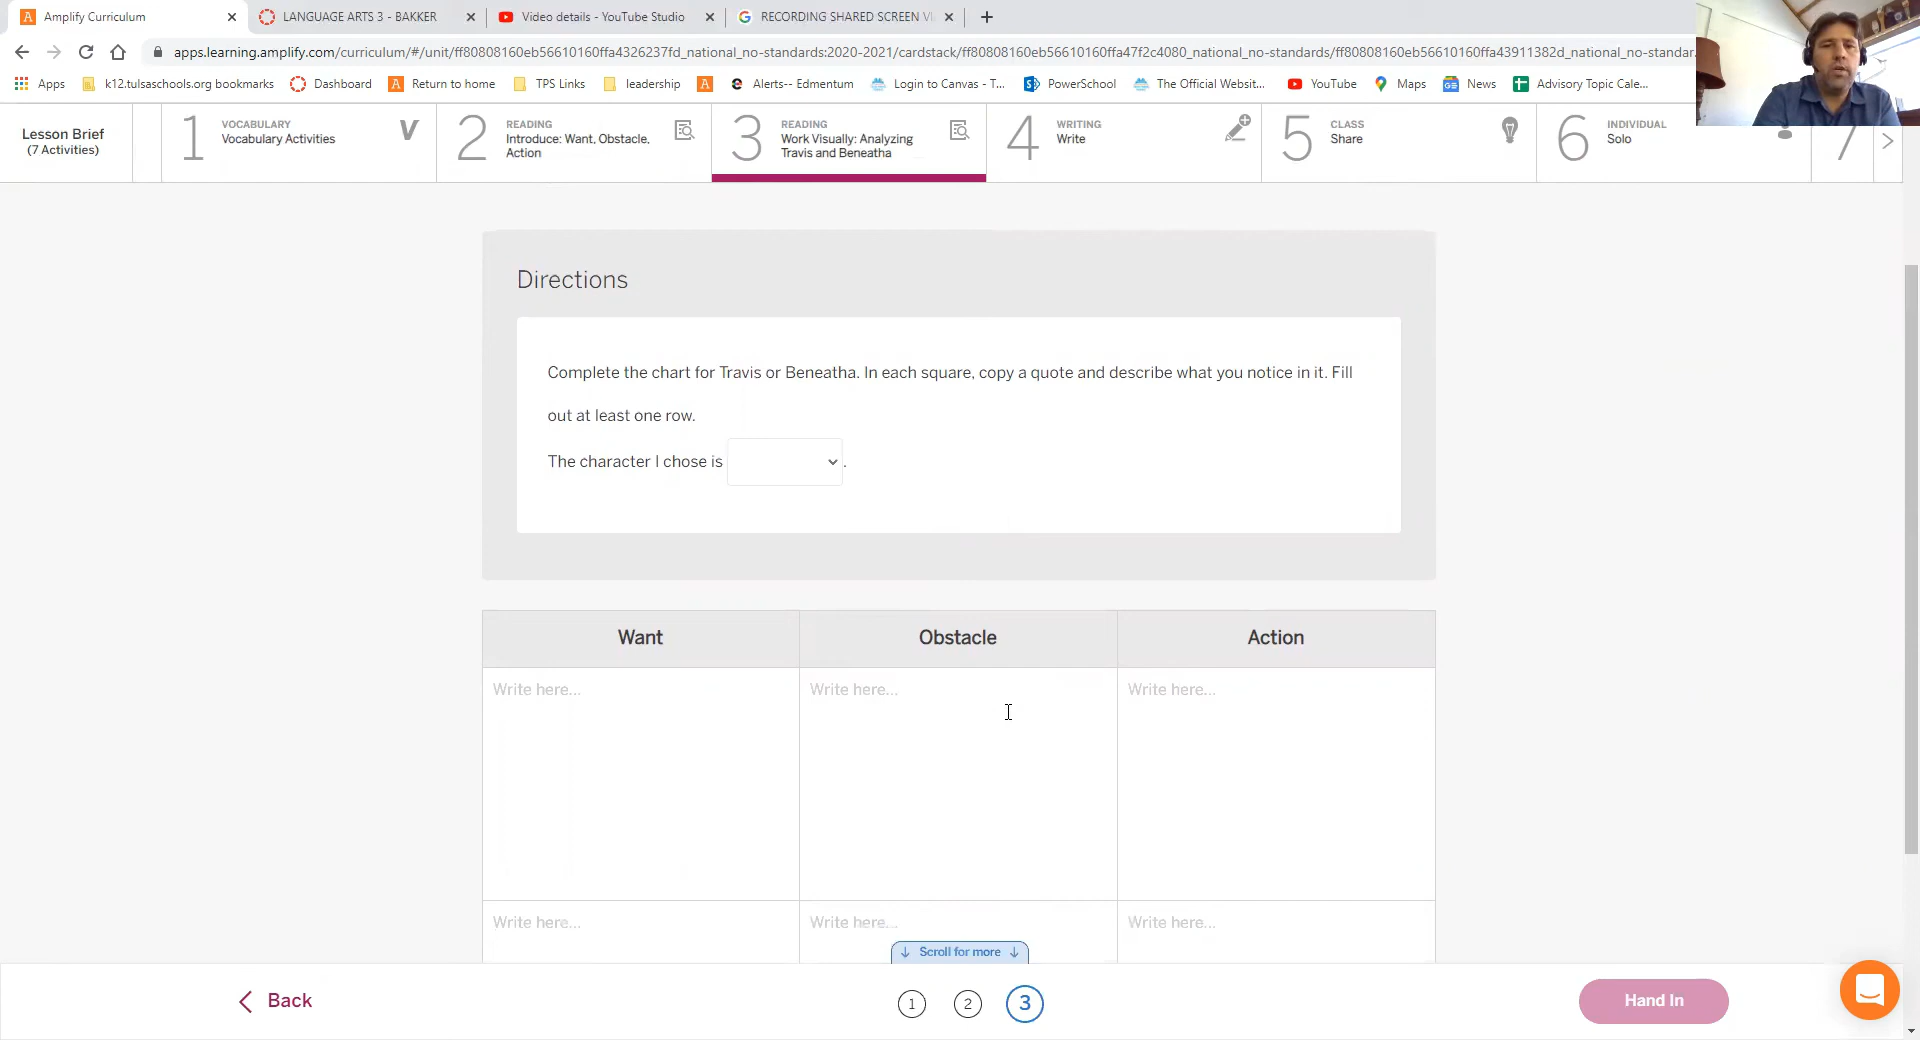 Amplify Curriculum
LANGUAGE ARTS 3 - BAKKER
Video details - YouTube Studio
RECORDING SHARED SCREEN VI
apps.learning.amplify.com/curriculum/#/unit/ff80808160eb56610160ffa4326237fd_national_no-standards:2020-2021/cardstack/ff80808160eb56610160ffa47f2c4080_national_no-standards/ff80808160eb56610160ffa43911382d_national_no-standar...
Apps
k12.tulsaschools.org bookmarks
Dashboard
Return to home
TPS Links
leadership
Alerts-- Edmentum
Login to Canvas - T...
PowerSchool
The Official Websit...
YouTube
Maps
News
Advisory Topic Cale...
Lesson Brief
(7 Activities)
1
VOCABULARY
Vocabulary Activities
V
2
READING
Introduce: Want, Obstacle,
Action
3
READING
Work Visually: Analyzing
Travis and Beneatha
4
WRITING
Write
5
CLASS
Share
6
INDIVIDUAL
Solo
7
Directions
Complete the chart for Travis or Beneatha. In each square, copy a quote and describe what you notice in it. Fill
out at least one row.
The character I chose is .
Want Obstacle Action
Write here... Write here... Write here...
Write here... Write here... Write here...
Scroll for more
Back
1 2 3
Hand In